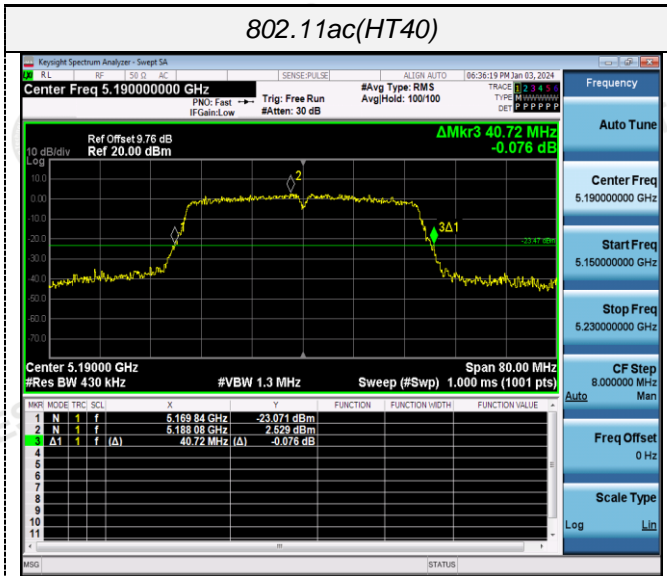 802.11ac(HT40)
Keysight Spectrum Analyzer - Swept SA
RL RF 50 Ω AC SENSE:PULSE ALIGN AUTO 06:36:19 PM Jan 03, 2024
Center Freq 5.190000000 GHz
PNO: Fast
IFGain:Low
Trig: Free Run
#Atten: 30 dB
#Avg Type: RMS
Avg|Hold: 100/100
TRACE 1 2 3 4 5 6
TYPE M W W W W W
DET P P P P P P
Frequency
Auto Tune
Center Freq
5.190000000 GHz
Start Freq
5.150000000 GHz
Stop Freq
5.230000000 GHz
CF Step
8.000000 MHz
Auto Man
Freq Offset
0 Hz
Scale Type
Log Lin
ΔMkr3 40.72 MHz
-0.076 dB
Ref Offset 9.76 dB
10 dB/div Ref 20.00 dBm
Log
10.0
0.00
-10.0
-20.0
-30.0
-40.0
-50.0
-60.0
-70.0
2
3Δ1
-23.47 dBm
Center 5.19000 GHz Span 80.00 MHz
#Res BW 430 kHz #VBW 1.3 MHz Sweep (#Swp) 1.000 ms (1001 pts)
MKR MODE TRC SCL X Y FUNCTION FUNCTION WIDTH FUNCTION VALUE
1 N 1 f 5.169 84 GHz -23.071 dBm
2 N 1 f 5.188 08 GHz 2.529 dBm
3 Δ1 1 f (Δ) 40.72 MHz (Δ) -0.076 dB
4
5
6
7
8
9
10
11
MSG STATUS